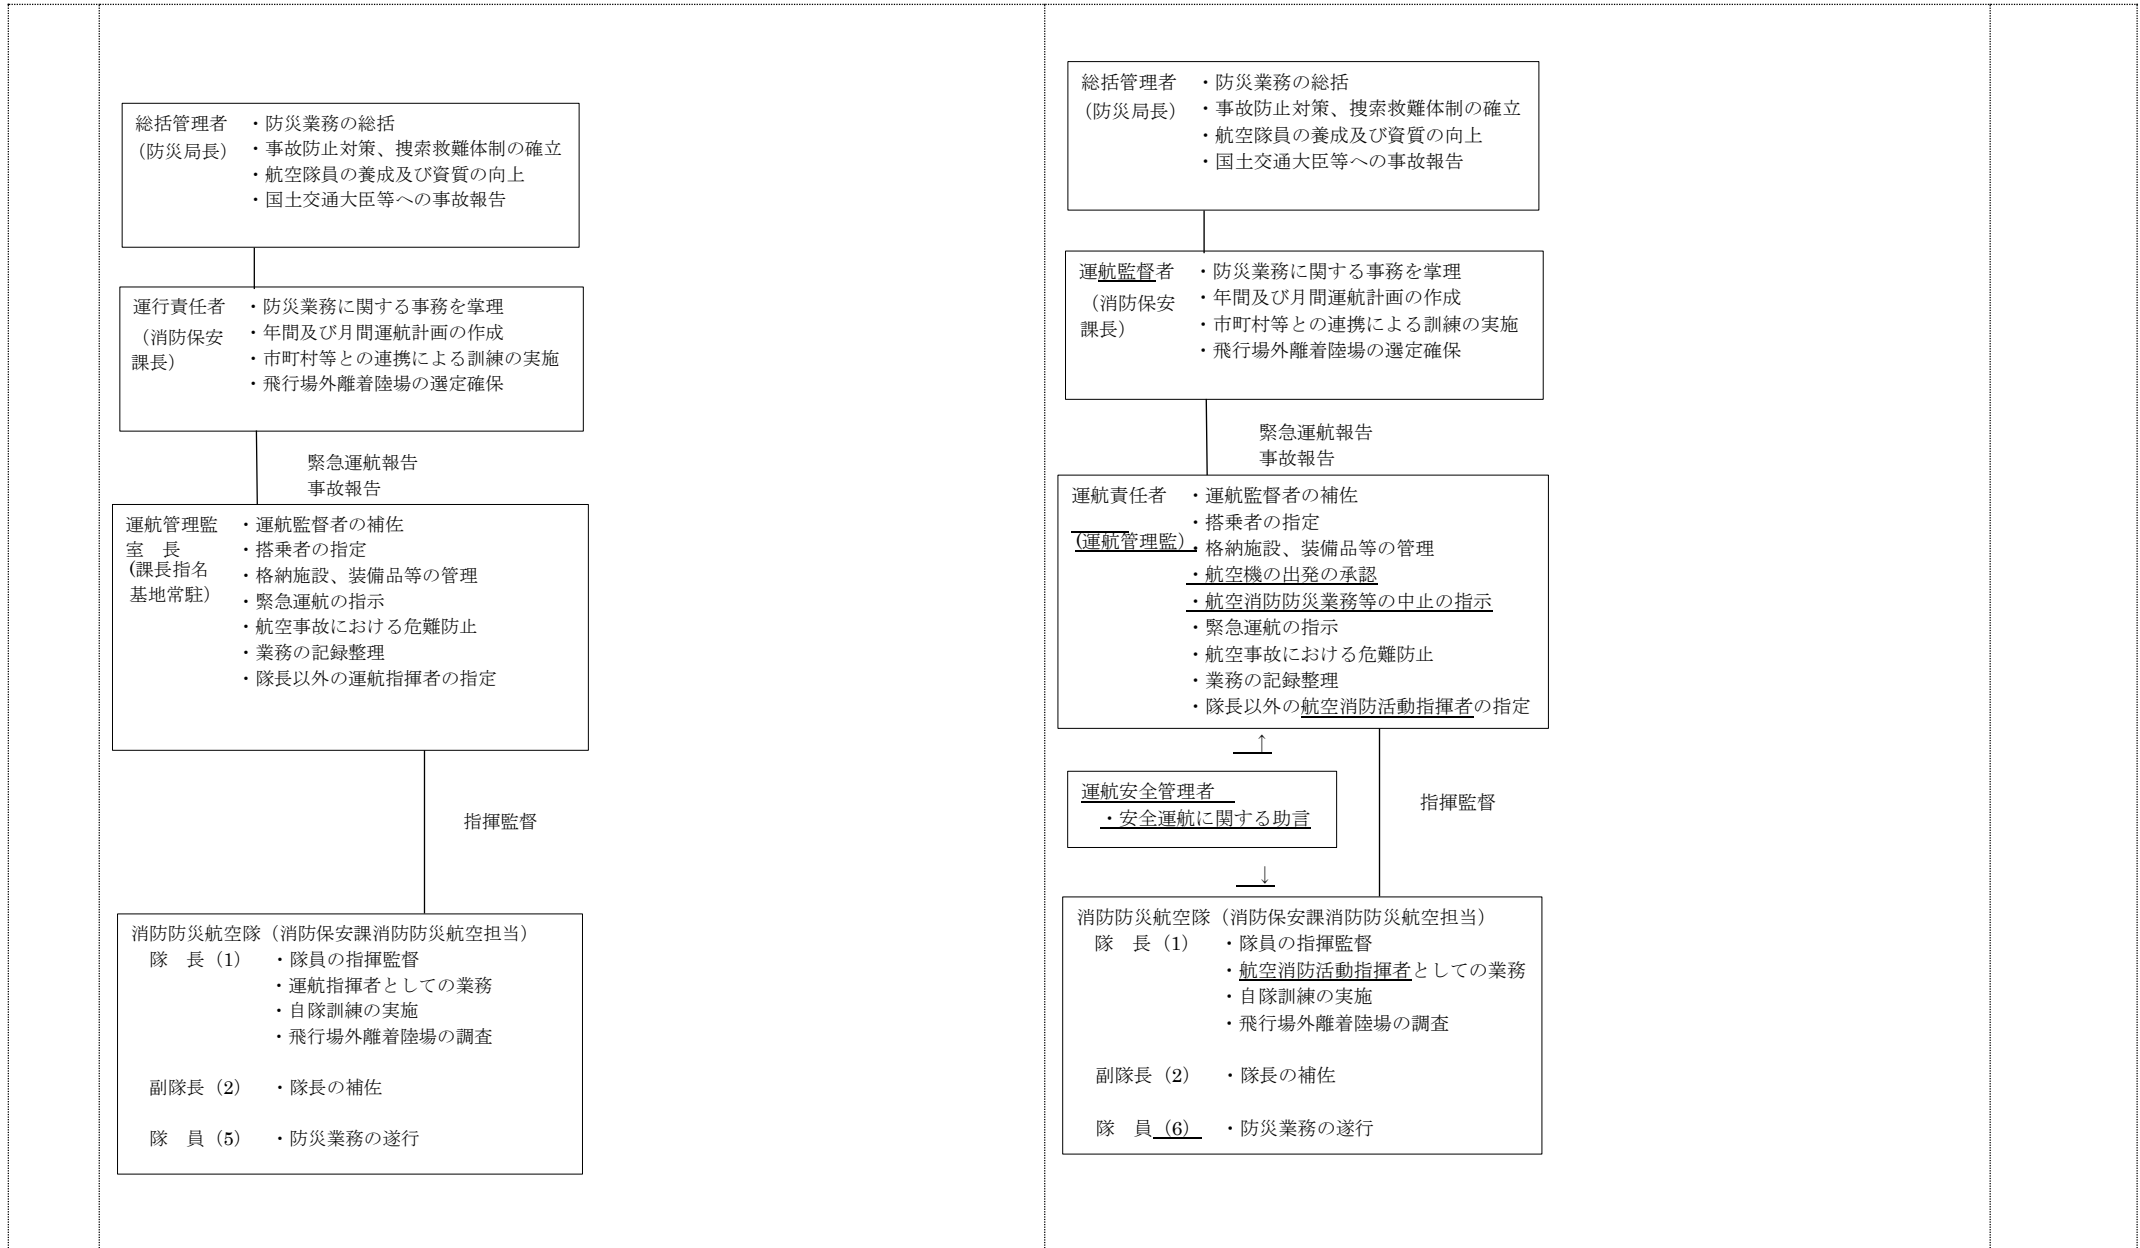 総括管理者 ・防災業務の総括
（防災局長） ・事故防止対策、捜索救難体制の確立
・航空隊員の養成及び資質の向上
・国土交通大臣等への事故報告
運行責任者 ・防災業務に関する事務を掌理
（消防保安 ・年間及び月間運航計画の作成
課長） ・市町村等との連携による訓練の実施
・飛行場外離着陸場の選定確保
緊急運航報告
事故報告
運航管理監 ・運航監督者の補佐
室　長 ・搭乗者の指定
(課長指名 ・格納施設、装備品等の管理
基地常駐） ・緊急運航の指示
・航空事故における危難防止
・業務の記録整理
・隊長以外の運航指揮者の指定
指揮監督
消防防災航空隊（消防保安課消防防災航空担当）
隊　長（1） ・隊員の指揮監督
・運航指揮者としての業務
・自隊訓練の実施
・飛行場外離着陸場の調査
副隊長（2） ・隊長の補佐
隊　員（5） ・防災業務の遂行
総括管理者 ・防災業務の総括
（防災局長） ・事故防止対策、捜索救難体制の確立
・航空隊員の養成及び資質の向上
・国土交通大臣等への事故報告
運航監督者 ・防災業務に関する事務を掌理
（消防保安 ・年間及び月間運航計画の作成
課長） ・市町村等との連携による訓練の実施
・飛行場外離着陸場の選定確保
緊急運航報告
事故報告
運航責任者 ・運航監督者の補佐
・搭乗者の指定
(運航管理監） ・格納施設、装備品等の管理
・航空機の出発の承認
・航空消防防災業務等の中止の指示
・緊急運航の指示
・航空事故における危難防止
・業務の記録整理
・隊長以外の航空消防活動指揮者の指定
↑
運航安全管理者
・安全運航に関する助言
指揮監督
↓
消防防災航空隊（消防保安課消防防災航空担当）
隊　長（1） ・隊員の指揮監督
・航空消防活動指揮者としての業務
・自隊訓練の実施
・飛行場外離着陸場の調査
副隊長（2） ・隊長の補佐
隊　員（6） ・防災業務の遂行